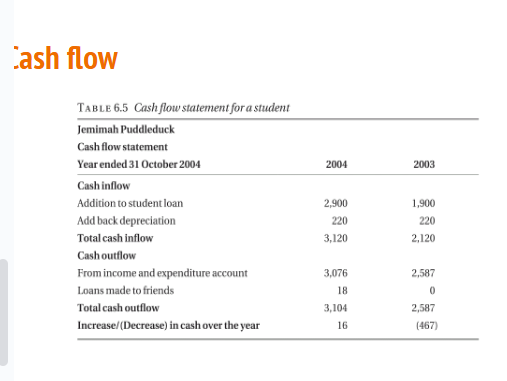 Cash flow
TABLE 6.5 Cash flow statement for a student
Jemimah Puddleduck
Cash flow statement
Year ended 31 October 2004 2004 2003
Cash inflow
Addition to student loan 2,900 1,900
Add back depreciation 220 220
Total cash inflow 3,120 2,120
Cash outflow
From income and expenditure account 3,076 2,587
Loans made to friends 18 0
Total cash outflow 3,104 2,587
Increase/(Decrease) in cash over the year 16 (467)